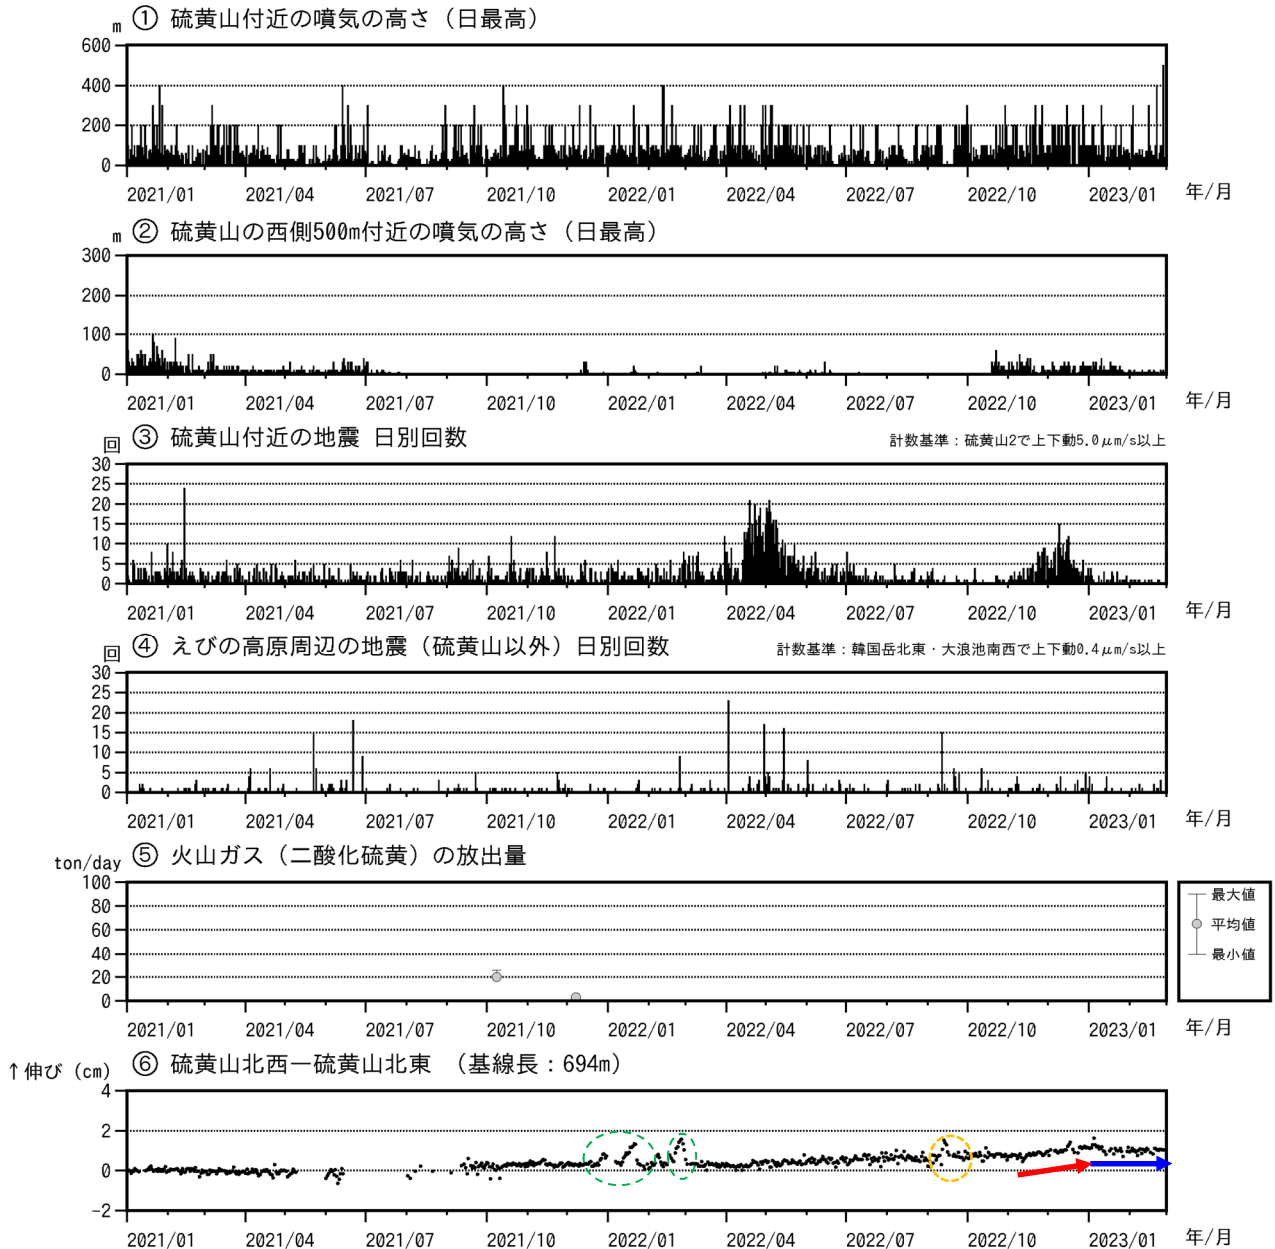 ① 硫黄山付近の噴気の高さ（日最高）
m
600
400
200
0
2021/01 2021/04 2021/07 2021/10 2022/01 2022/04 2022/07 2022/10 2023/01 年/月
② 硫黄山の西側500m付近の噴気の高さ（日最高）
m
300
200
100
0
2021/01 2021/04 2021/07 2021/10 2022/01 2022/04 2022/07 2022/10 2023/01 年/月
③ 硫黄山付近の地震 日別回数
計数基準：硫黄山2で上下動5.0μm/s以上
回
30
25
20
15
10
5
0
2021/01 2021/04 2021/07 2021/10 2022/01 2022/04 2022/07 2022/10 2023/01 年/月
④ えびの高原周辺の地震（硫黄山以外）日別回数
計数基準：韓国岳北東・大浪池南西で上下動0.4μm/s以上
回
30
25
20
15
10
5
0
2021/01 2021/04 2021/07 2021/10 2022/01 2022/04 2022/07 2022/10 2023/01 年/月
⑤ 火山ガス（二酸化硫黄）の放出量
ton/day
100
80
60
40
20
0
最大値
平均値
最小値
2021/01 2021/04 2021/07 2021/10 2022/01 2022/04 2022/07 2022/10 2023/01 年/月
⑥ 硫黄山北西ー硫黄山北東 （基線長：694m）
↑伸び（cm）
4
2
0
-2
2021/01 2021/04 2021/07 2021/10 2022/01 2022/04 2022/07 2022/10 2023/01 年/月